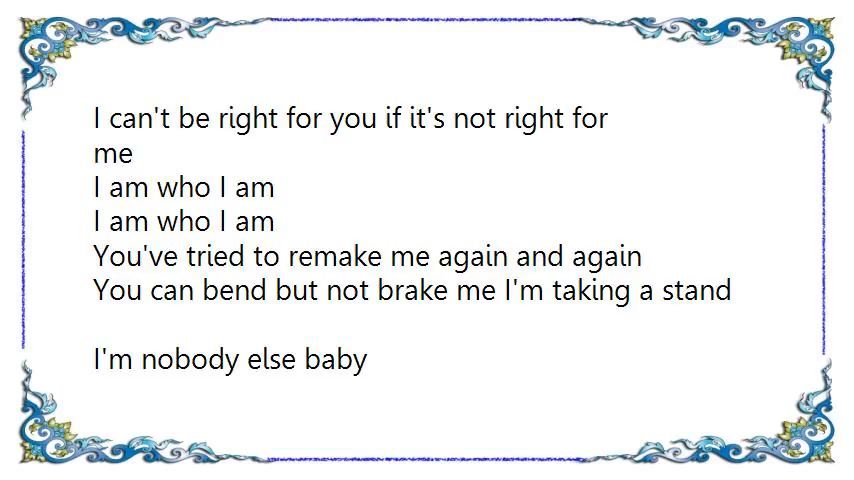 I can't be right for you if it's not right for
me
I am who I am
I am who I am
You've tried to remake me again and again
You can bend but not brake me I'm taking a stand
I'm nobody else baby